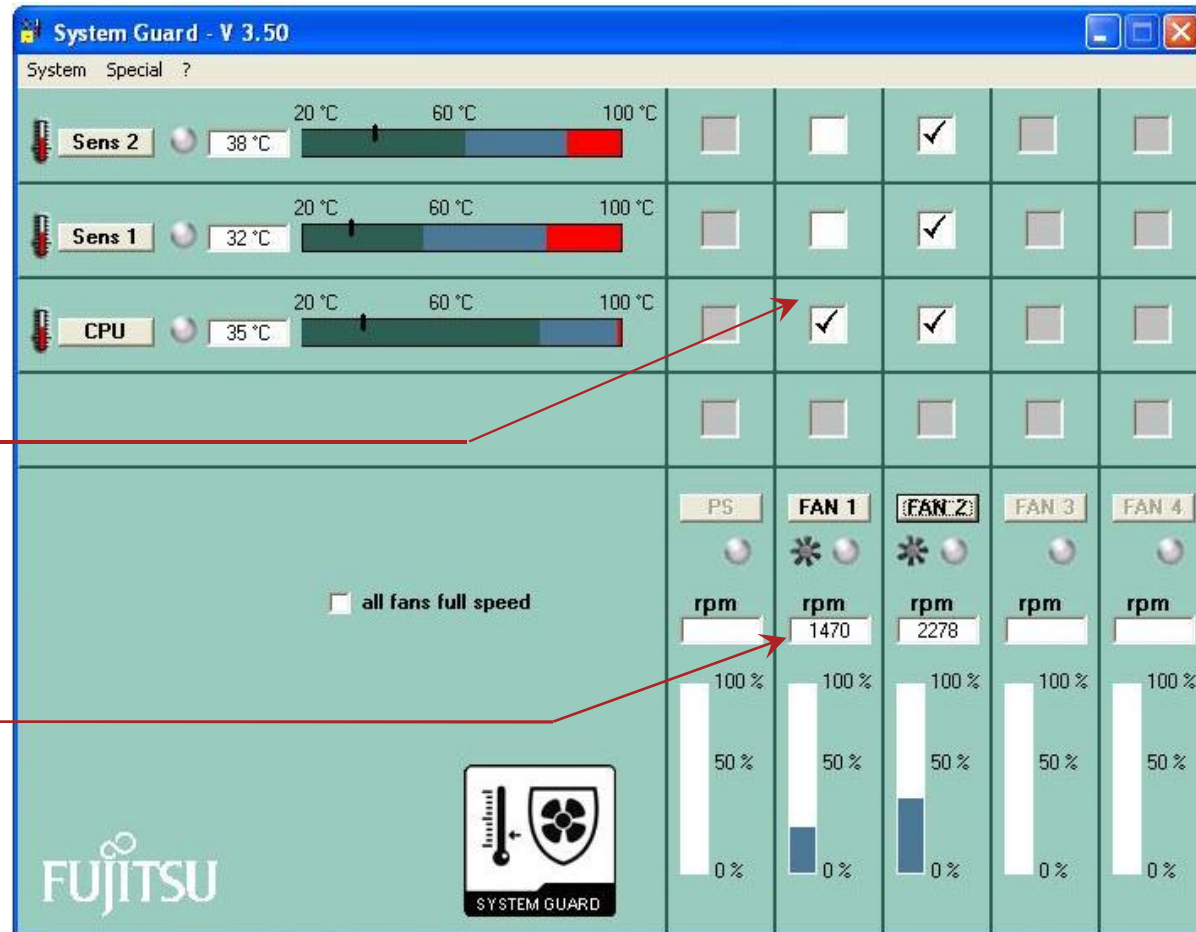 System Guard - V 3.50
System Special ?
20 °C 60 °C 100 °C
Sens 2 38 °C
20 °C 60 °C 100 °C
Sens 1 32 °C
20 °C 60 °C 100 °C
CPU 35 °C
PS FAN 1 FAN 2 FAN 3 FAN 4
all fans full speed
rpm rpm rpm rpm rpm
1470 2278
100 % 100 % 100 % 100 % 100 %
50 % 50 % 50 % 50 % 50 %
0 % 0 % 0 % 0 % 0 %
FUJITSU
SYSTEM GUARD